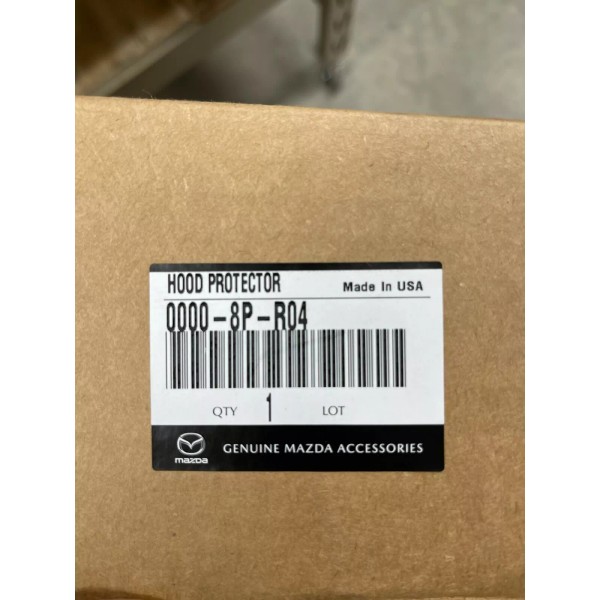 HOOD PROTECTOR Made In USA
0000-8P-R04
QTY 1 LOT
mazda GENUINE MAZDA ACCESSORIES